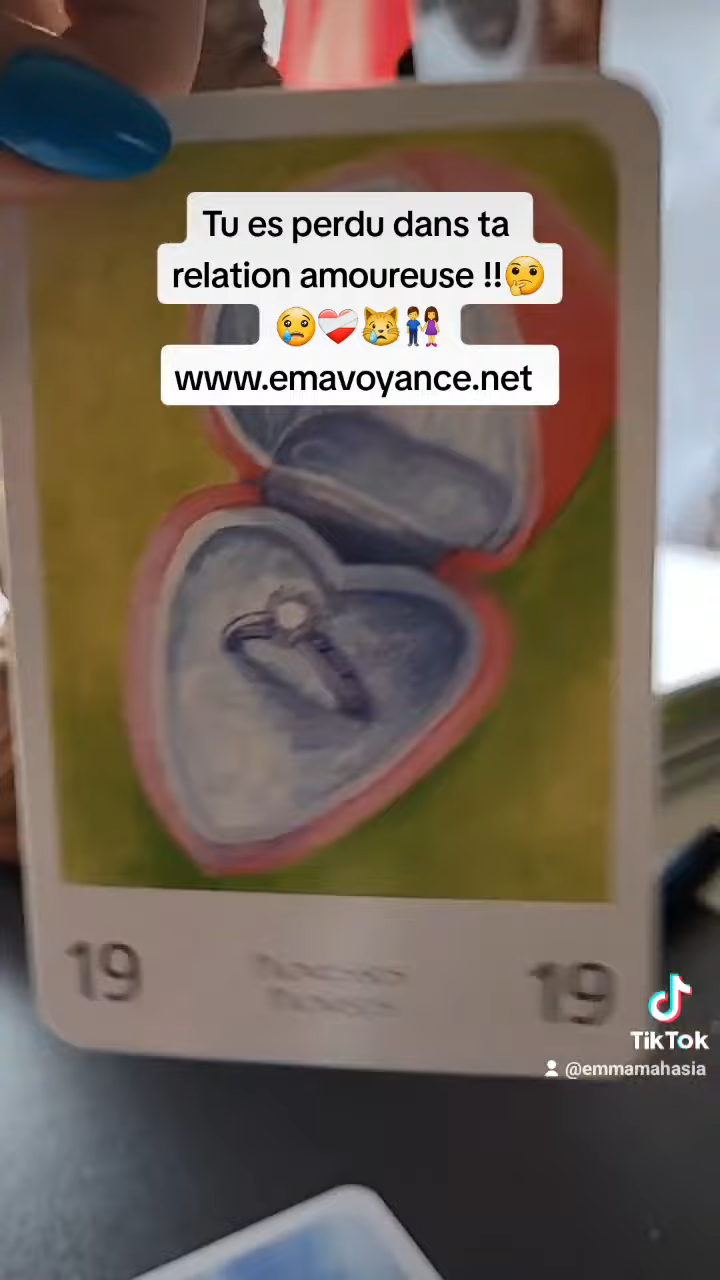 Tu es perdu dans ta
relation amoureuse !!🤔
😢❤️‍🩹😿👫
www.emavoyance.net
19
19
TikTok
@emmamahasia